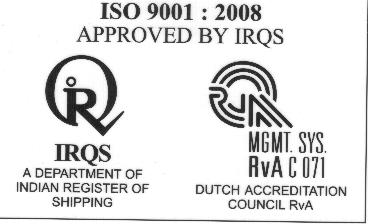 ISO 9001 : 2008
APPROVED BY IRQS
IRQS
A DEPARTMENT OF
INDIAN REGISTER OF
SHIPPING
RvA
MGMT. SYS.
RvA C 071
DUTCH ACCREDITATION
COUNCIL RvA